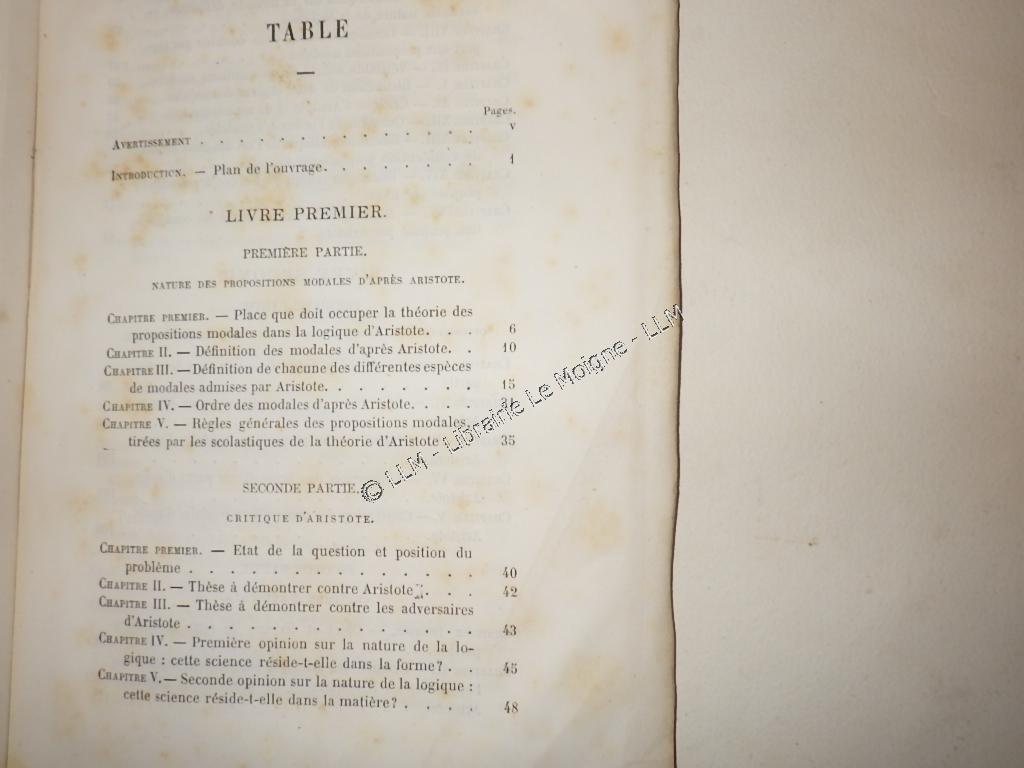 TABLE
Pages.
AVERTISSEMENT . . . . . . . . . . . . . V
INTRODUCTION. — Plan de l'ouvrage. . . . . . . 1
LIVRE PREMIER.
PREMIÈRE PARTIE.
NATURE DES PROPOSITIONS MODALES D'APRÈS ARISTOTE.
CHAPITRE PREMIER. — Place que doit occuper la théorie des
propositions modales dans la logique d'Aristote. . . 6
CHAPITRE II. — Définition des modales d'après Aristote. . 10
CHAPITRE III. — Définition de chacune des différentes espèces
de modales admises par Aristote. . . . . . . 15
CHAPITRE IV. — Ordre des modales d'après Aristote. . . .
CHAPITRE V. — Règles générales des propositions modales,
tirées par les scolastiques de la théorie d'Aristote . . 35
SECONDE PARTIE.
CRITIQUE D'ARISTOTE.
CHAPITRE PREMIER. — Etat de la question et position du
problème . . . . . . . . . . . . . . 40
CHAPITRE II. — Thèse à démontrer contre Aristote . . . 42
CHAPITRE III. — Thèse à démontrer contre les adversaires
d'Aristote . . . . . . . . . . . . . . 43
CHAPITRE IV. — Première opinion sur la nature de la lo-
gique : cette science réside-t-elle dans la forme? . . 45
CHAPITRE V. — Seconde opinion sur la nature de la logique :
cette science réside-t-elle dans la matière? . . . . 48
© LLM - Librairie Le Moigne - LLM